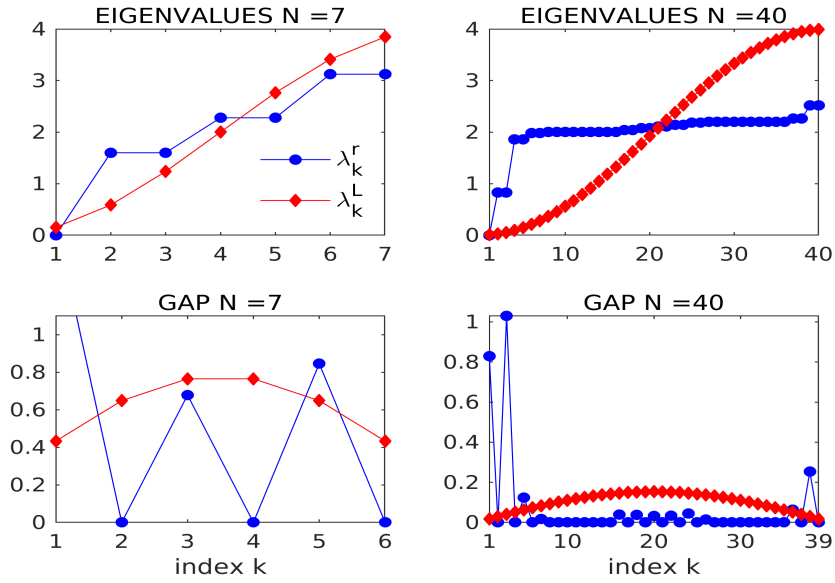 EIGENVALUES N =7
4
3
2
1
0
1 2 3 4 5 6 7
λ_k^r
λ_k^L
EIGENVALUES N =40
4
3
2
1
0
1 10 20 30 40
GAP N =7
1
0.8
0.6
0.4
0.2
0
1 2 3 4 5 6
index k
GAP N =40
1
0.8
0.6
0.4
0.2
0
1 10 20 30 39
index k